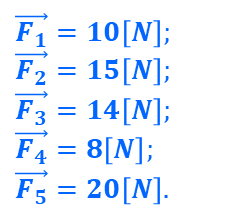 F₁⃗ = 10[N];
F₂⃗ = 15[N];
F₃⃗ = 14[N];
F₄⃗ = 8[N];
F₅⃗ = 20[N].